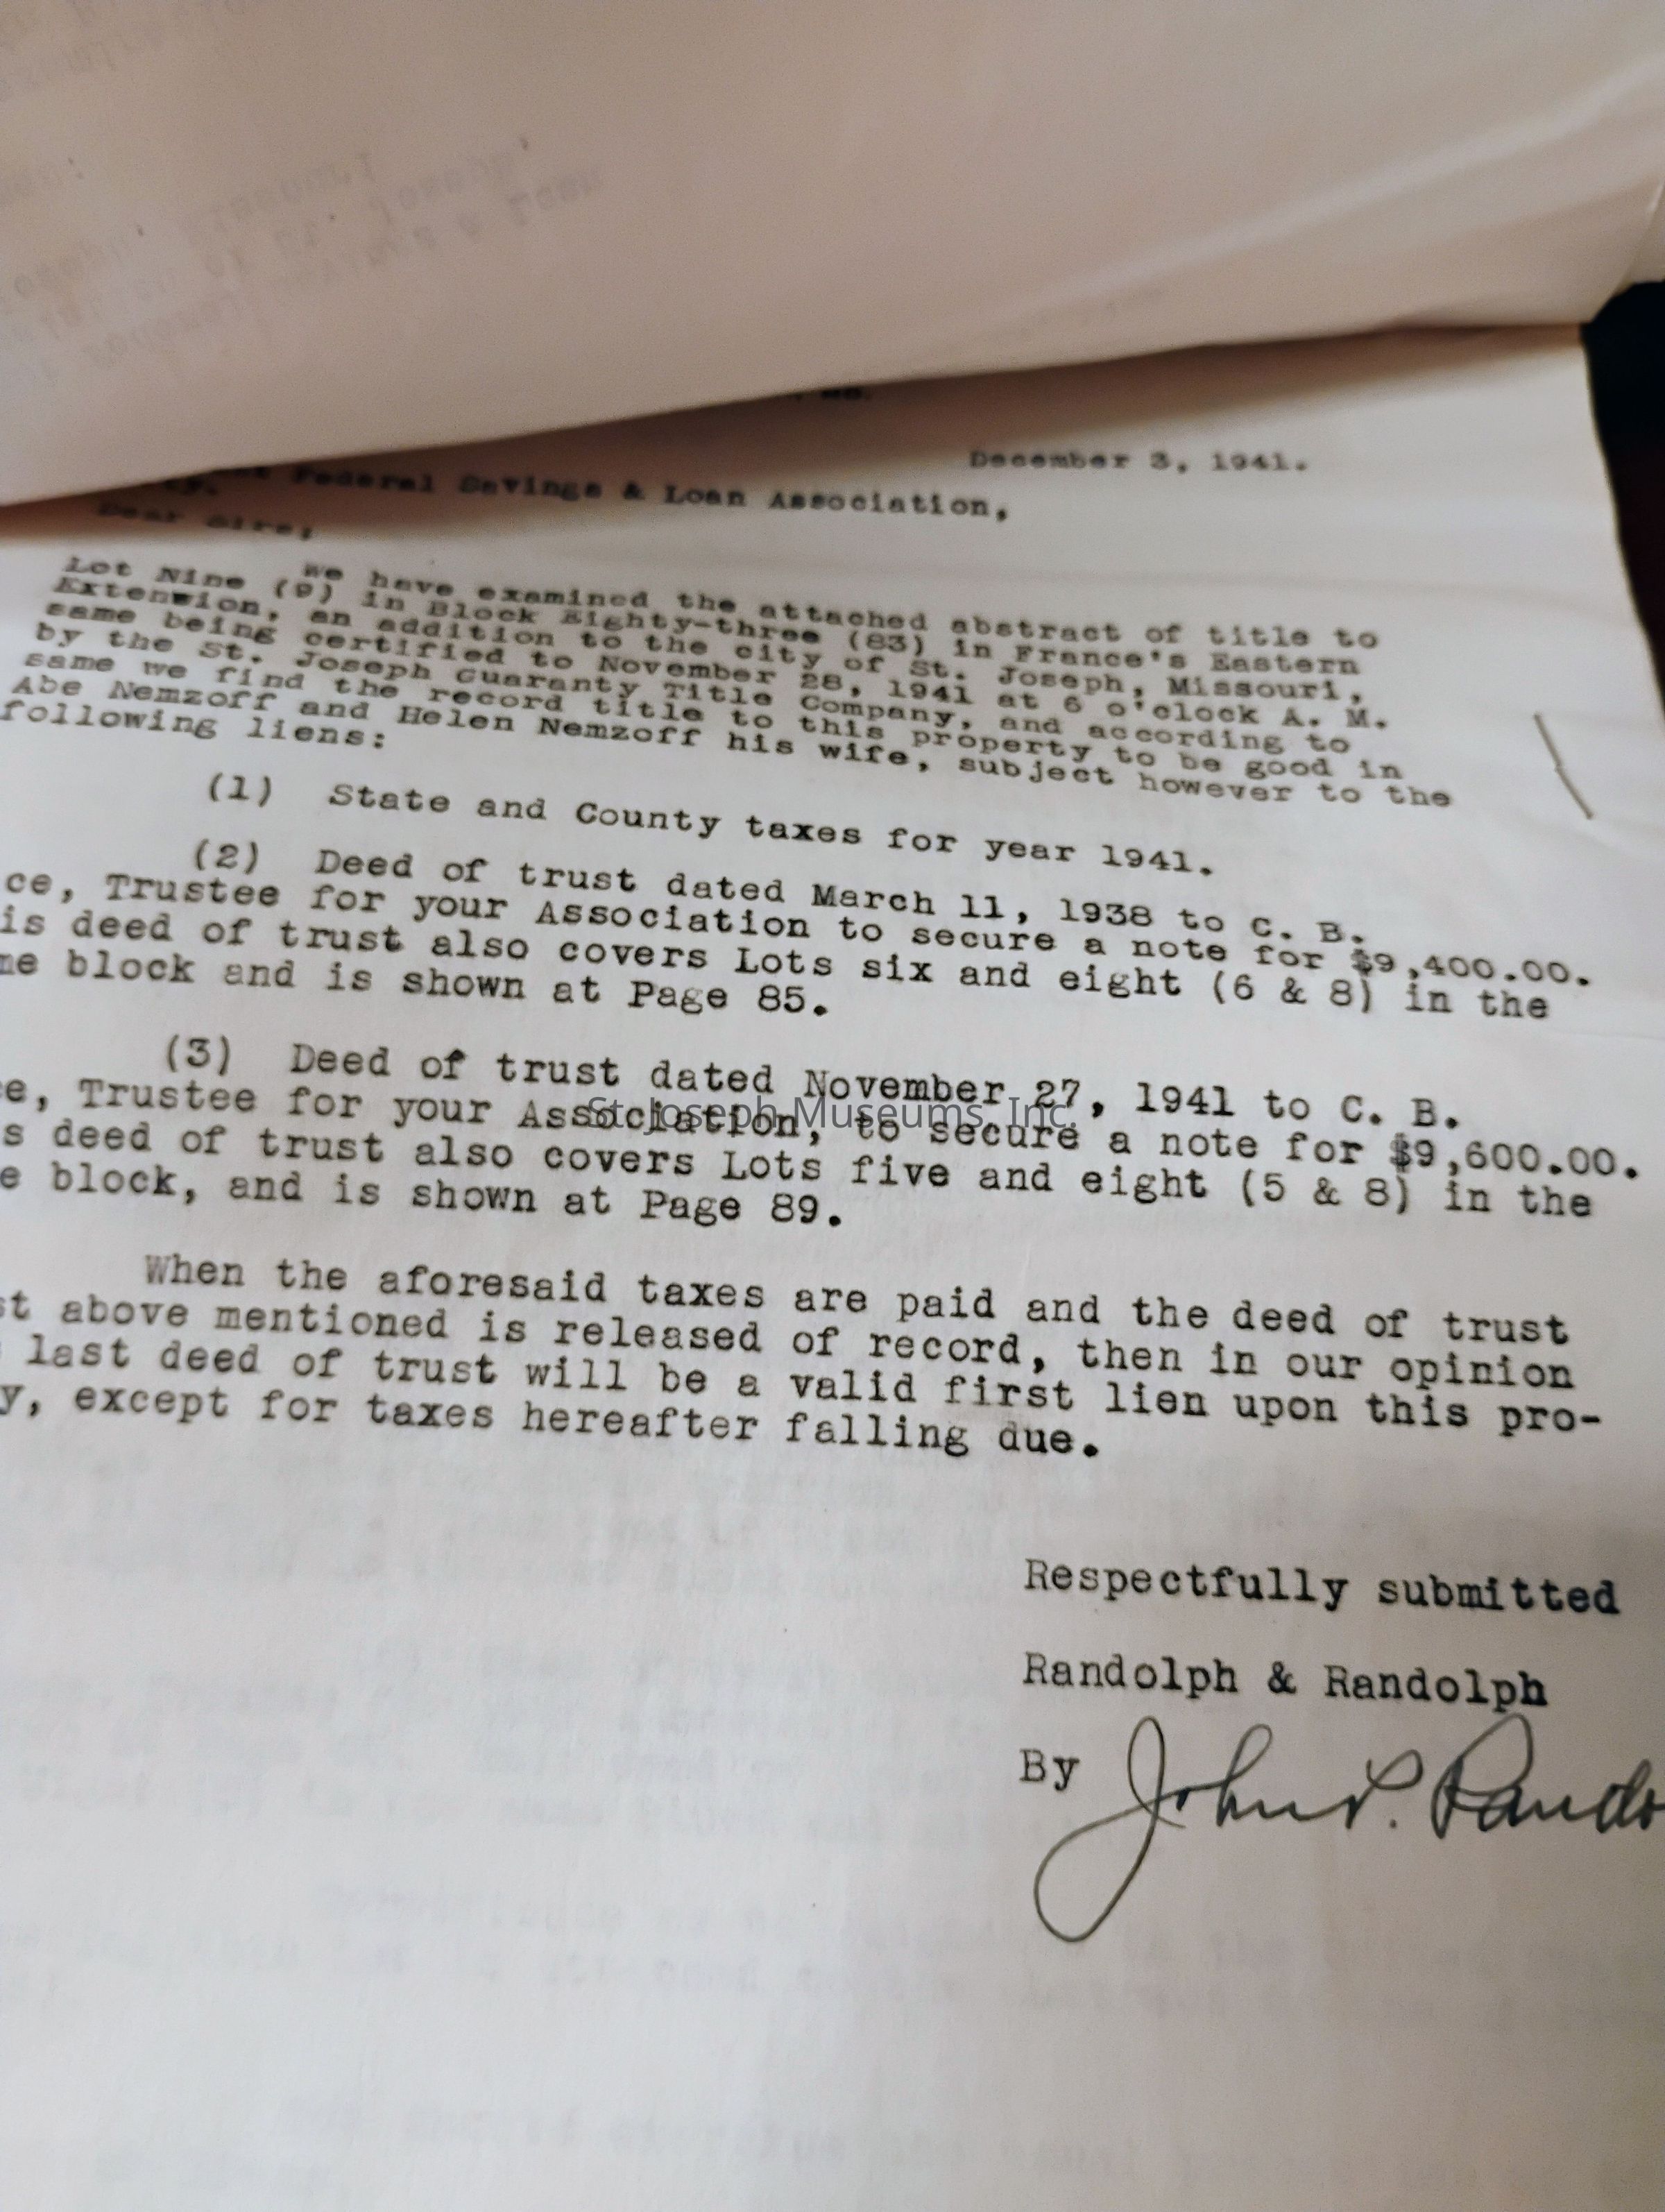 December 3, 1941.
Federal Savings & Loan Association,
Dear Sirs,
We have examined the attached abstract of title to
Lot Nine (9) in Block Eighty-three (83) in France's Eastern
Extension, an addition to the city of St. Joseph, Missouri,
same being certified to November 28, 1941 at 6 o'clock A. M.
by the St. Joseph Guaranty Title Company, and according to
same we find the record title to this property to be good in
Abe Nemzoff and Helen Nemzoff his wife, subject however to the
following liens:
(1) State and County taxes for year 1941.
(2) Deed of trust dated March 11, 1938 to C. B.
ce, Trustee for your Association to secure a note for $9,400.00.
is deed of trust also covers Lots six and eight (6 & 8) in the
me block and is shown at Page 85.
(3) Deed of trust dated November 27, 1941 to C. B.
ce, Trustee for your Association, to secure a note for $9,600.00.
s deed of trust also covers Lots five and eight (5 & 8) in the
e block, and is shown at Page 89.
St. Joseph Museums, Inc.
When the aforesaid taxes are paid and the deed of trust
st above mentioned is released of record, then in our opinion
last deed of trust will be a valid first lien upon this pro-
y, except for taxes hereafter falling due.
Respectfully submitted
Randolph & Randolph
By John P. Rando